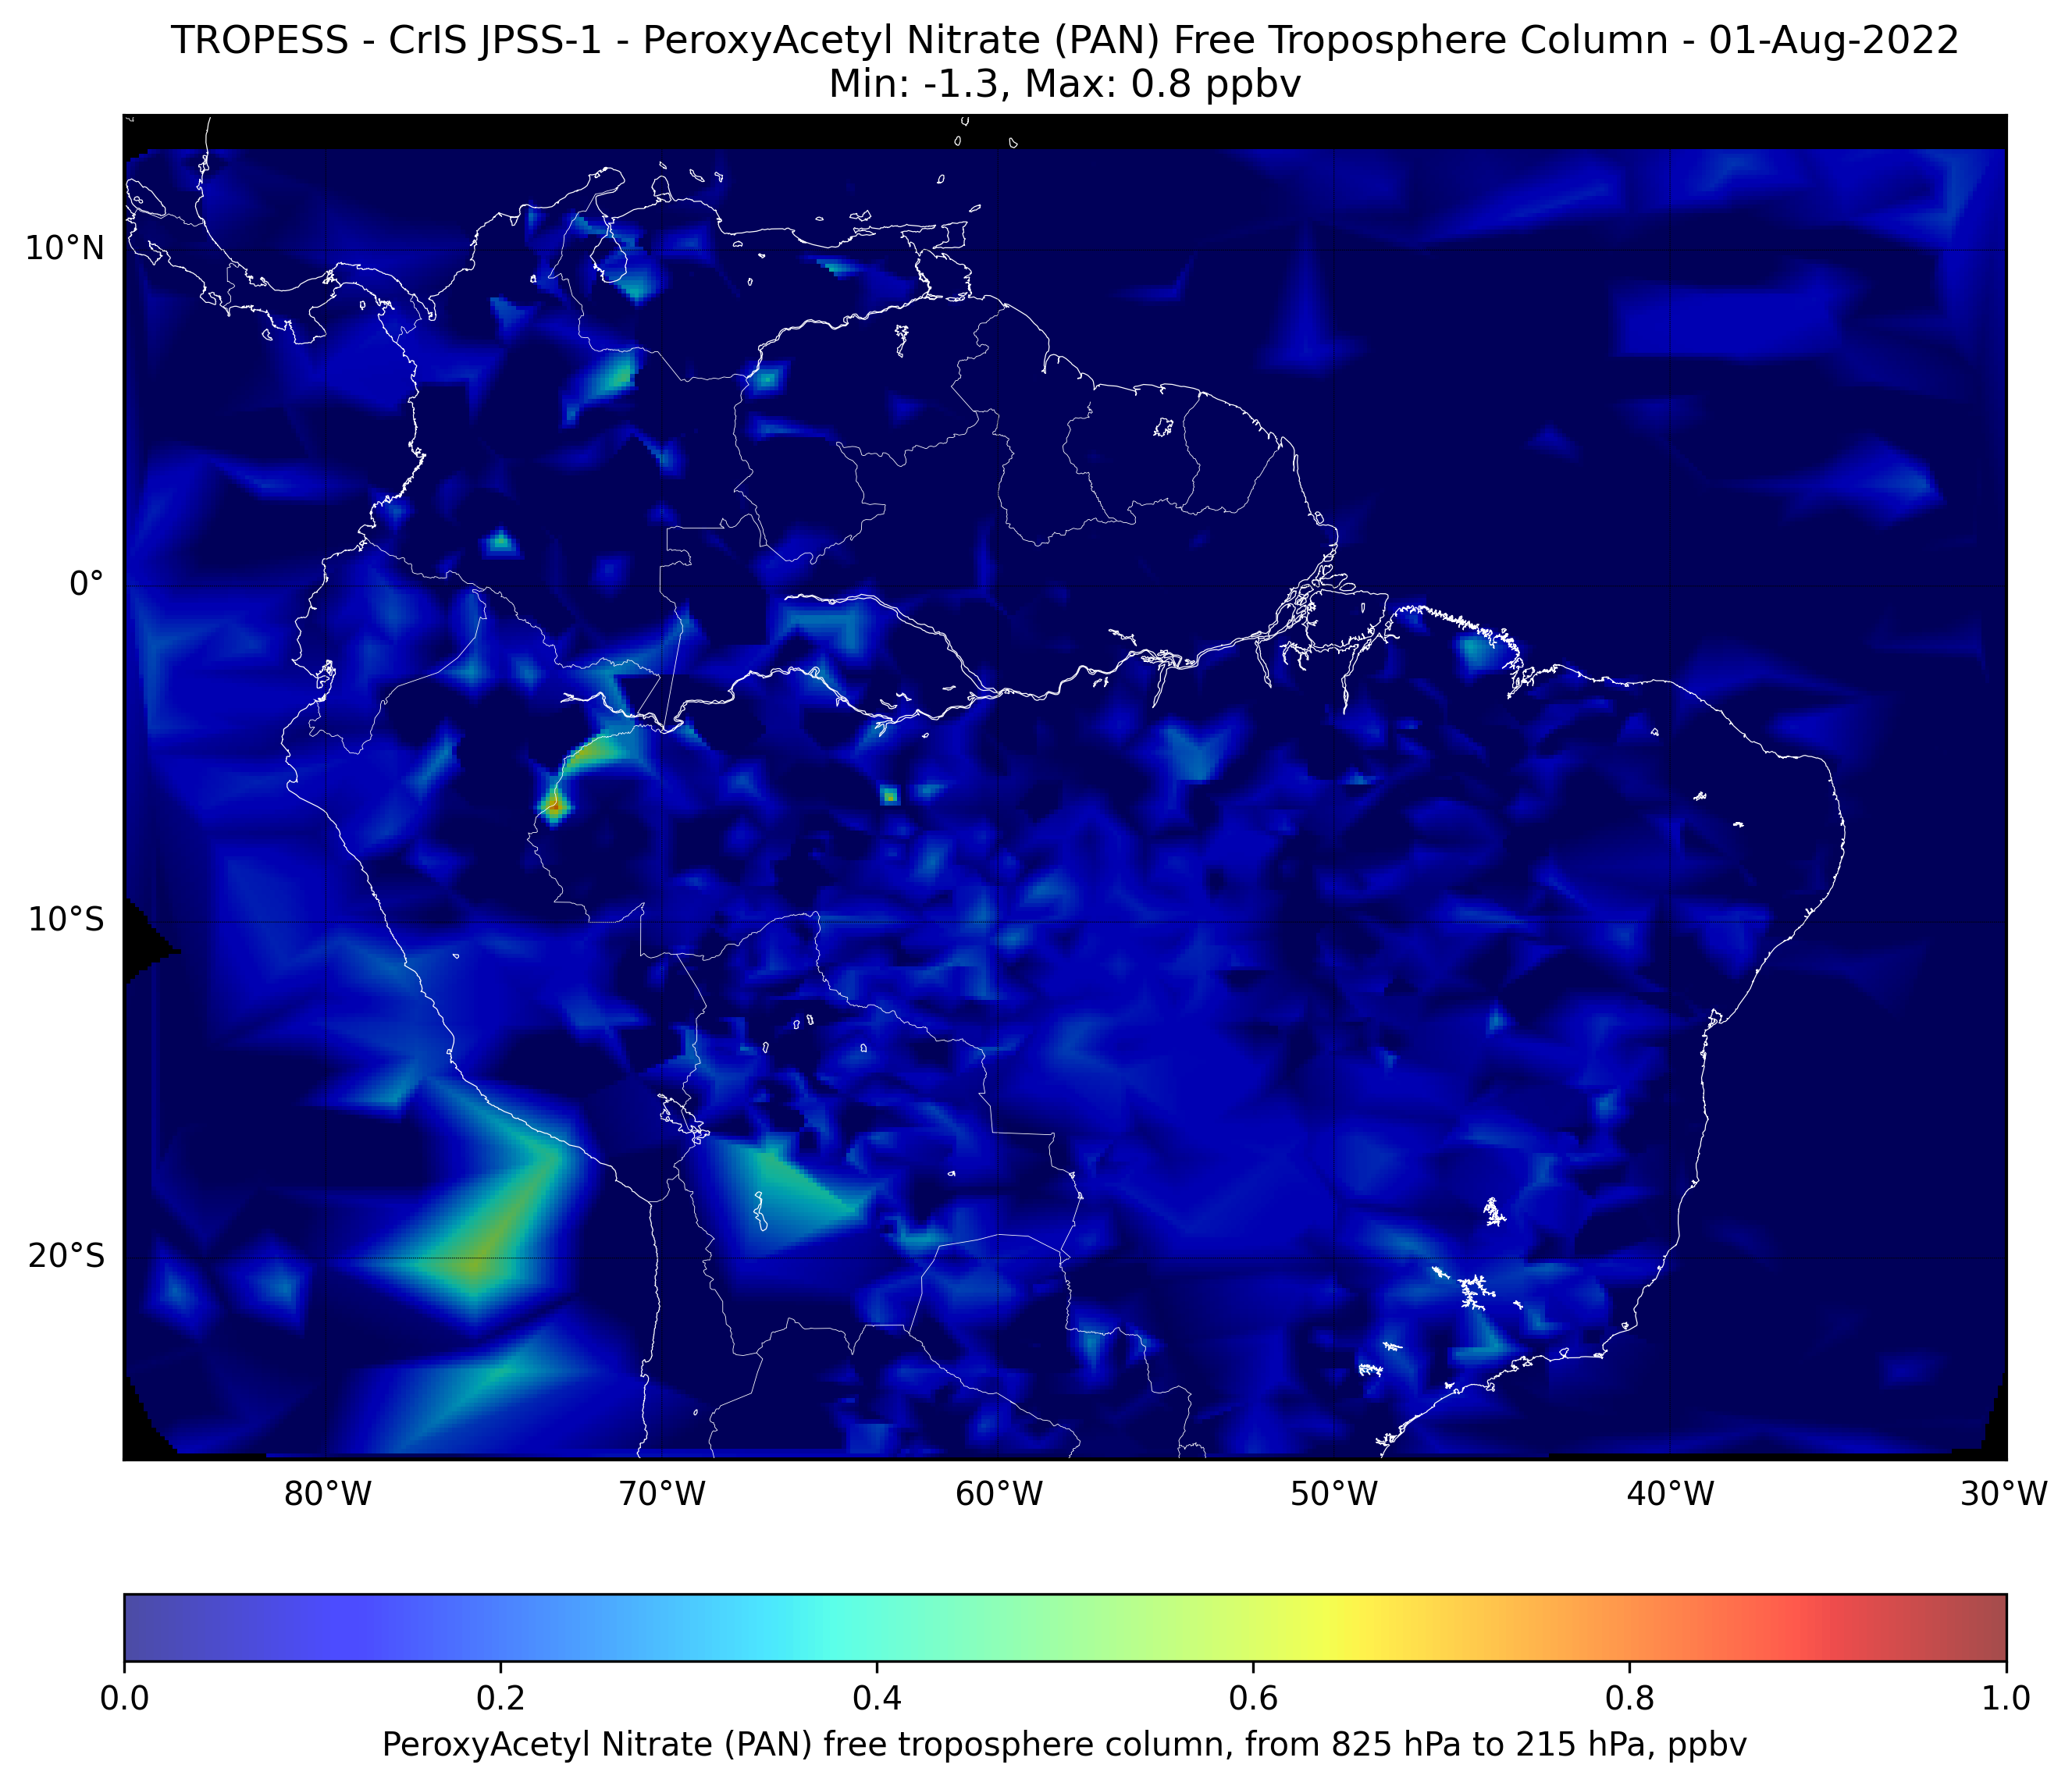 TROPESS - CrIS JPSS-1 - PeroxyAcetyl Nitrate (PAN) Free Troposphere Column - 01-Aug-2022
Min: -1.3, Max: 0.8 ppbv
10°N
0°
10°S
20°S
80°W 70°W 60°W 50°W 40°W 30°W
0.0 0.2 0.4 0.6 0.8 1.0
PeroxyAcetyl Nitrate (PAN) free troposphere column, from 825 hPa to 215 hPa, ppbv